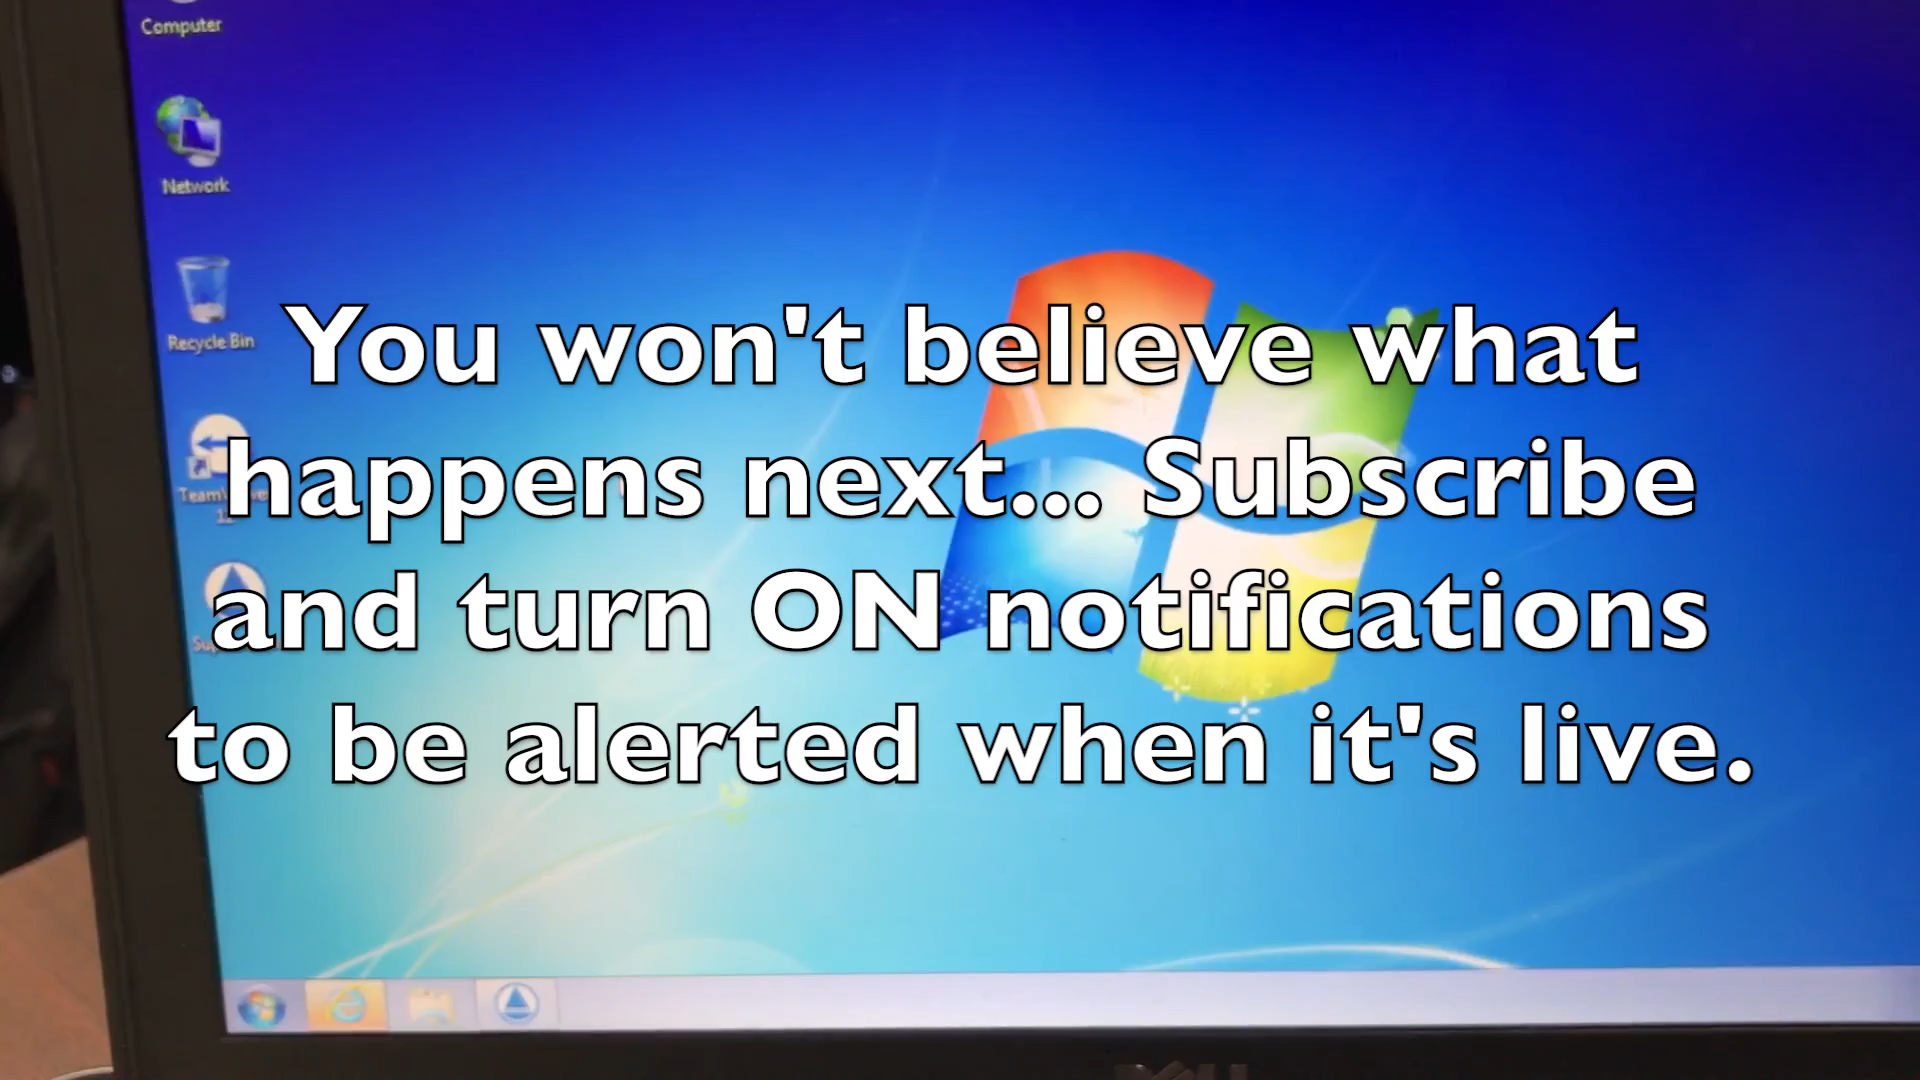 Computer
Network
Recycle Bin
You won't believe what
happens next... Subscribe
and turn ON notifications
to be alerted when it's live.